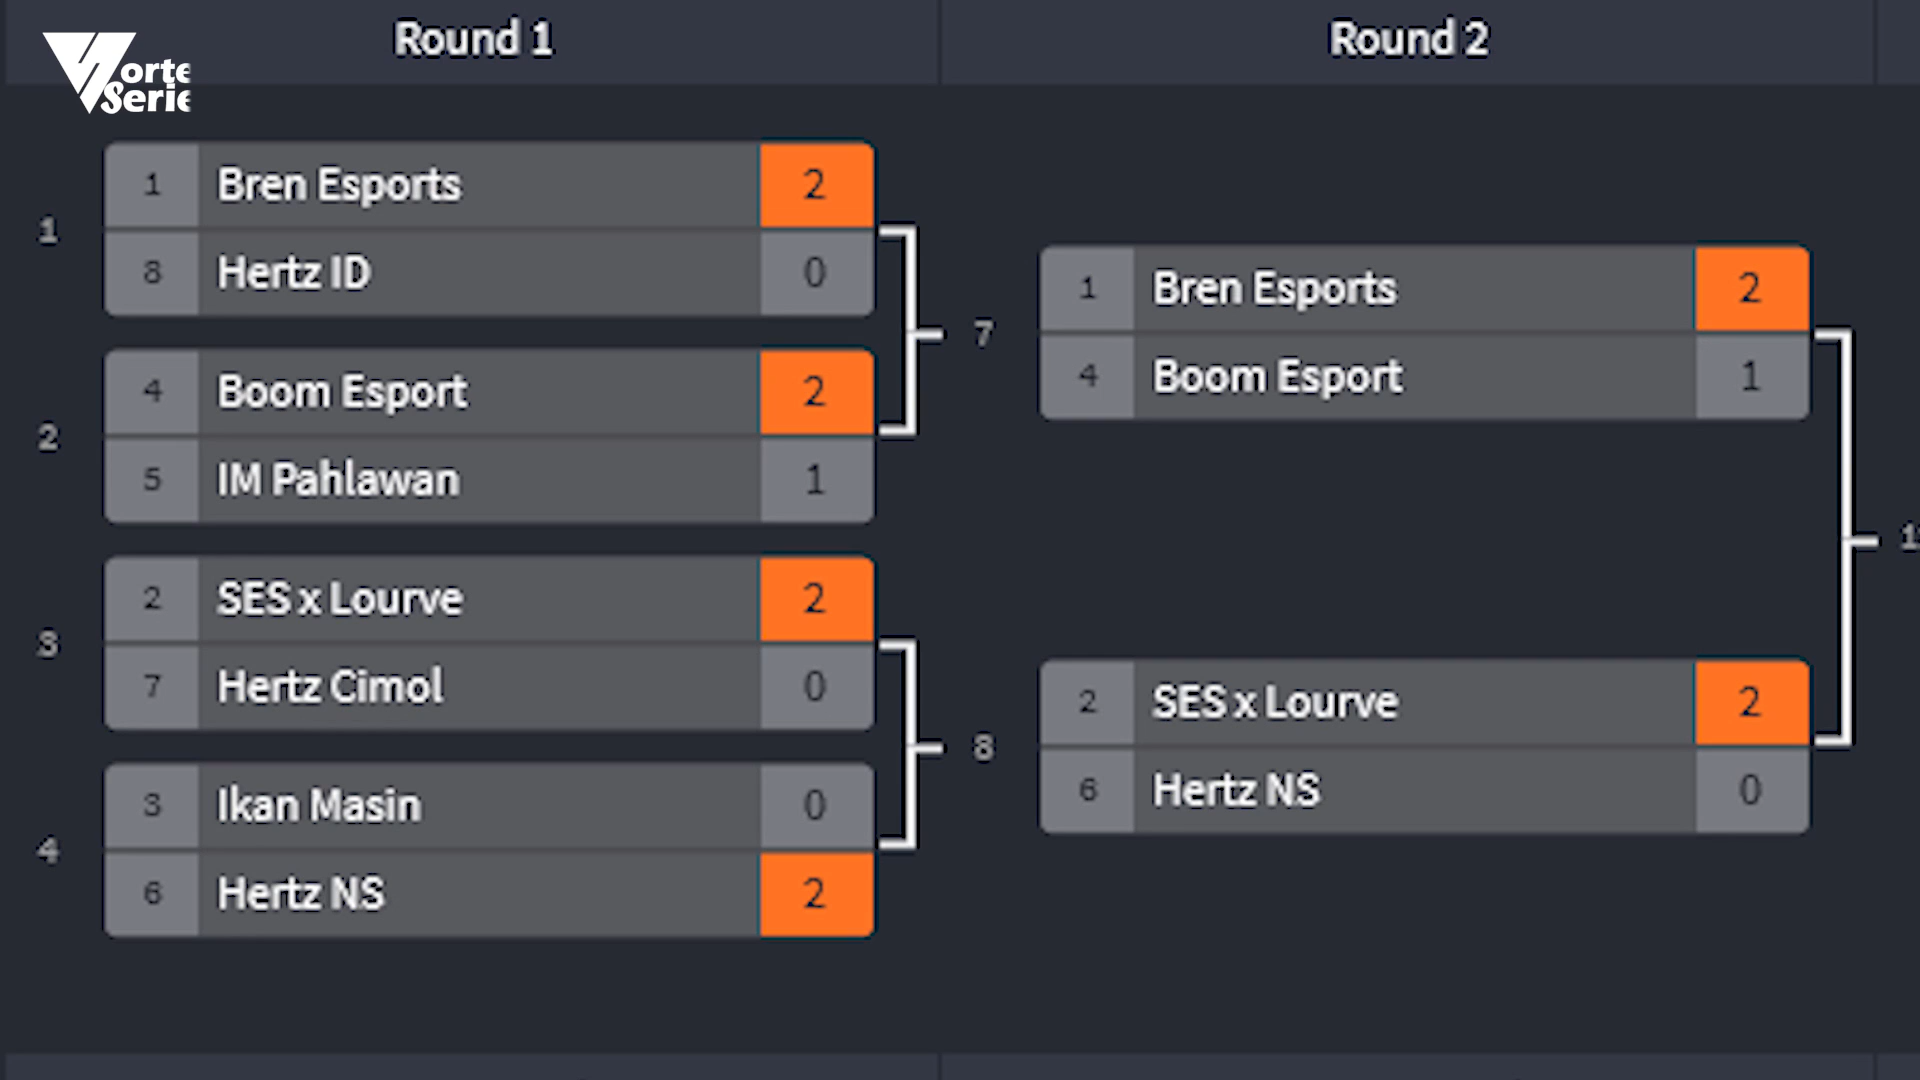 Round 1
Round 2
orte
Serie
1
1 Bren Esports 2
8 Hertz ID 0
2
4 Boom Esport 2
5 IM Pahlawan 1
3
2 SES x Lourve 2
7 Hertz Cimol 0
4
3 Ikan Masin 0
6 Hertz NS 2
7
1 Bren Esports 2
4 Boom Esport 1
8
2 SES x Lourve 2
6 Hertz NS 0